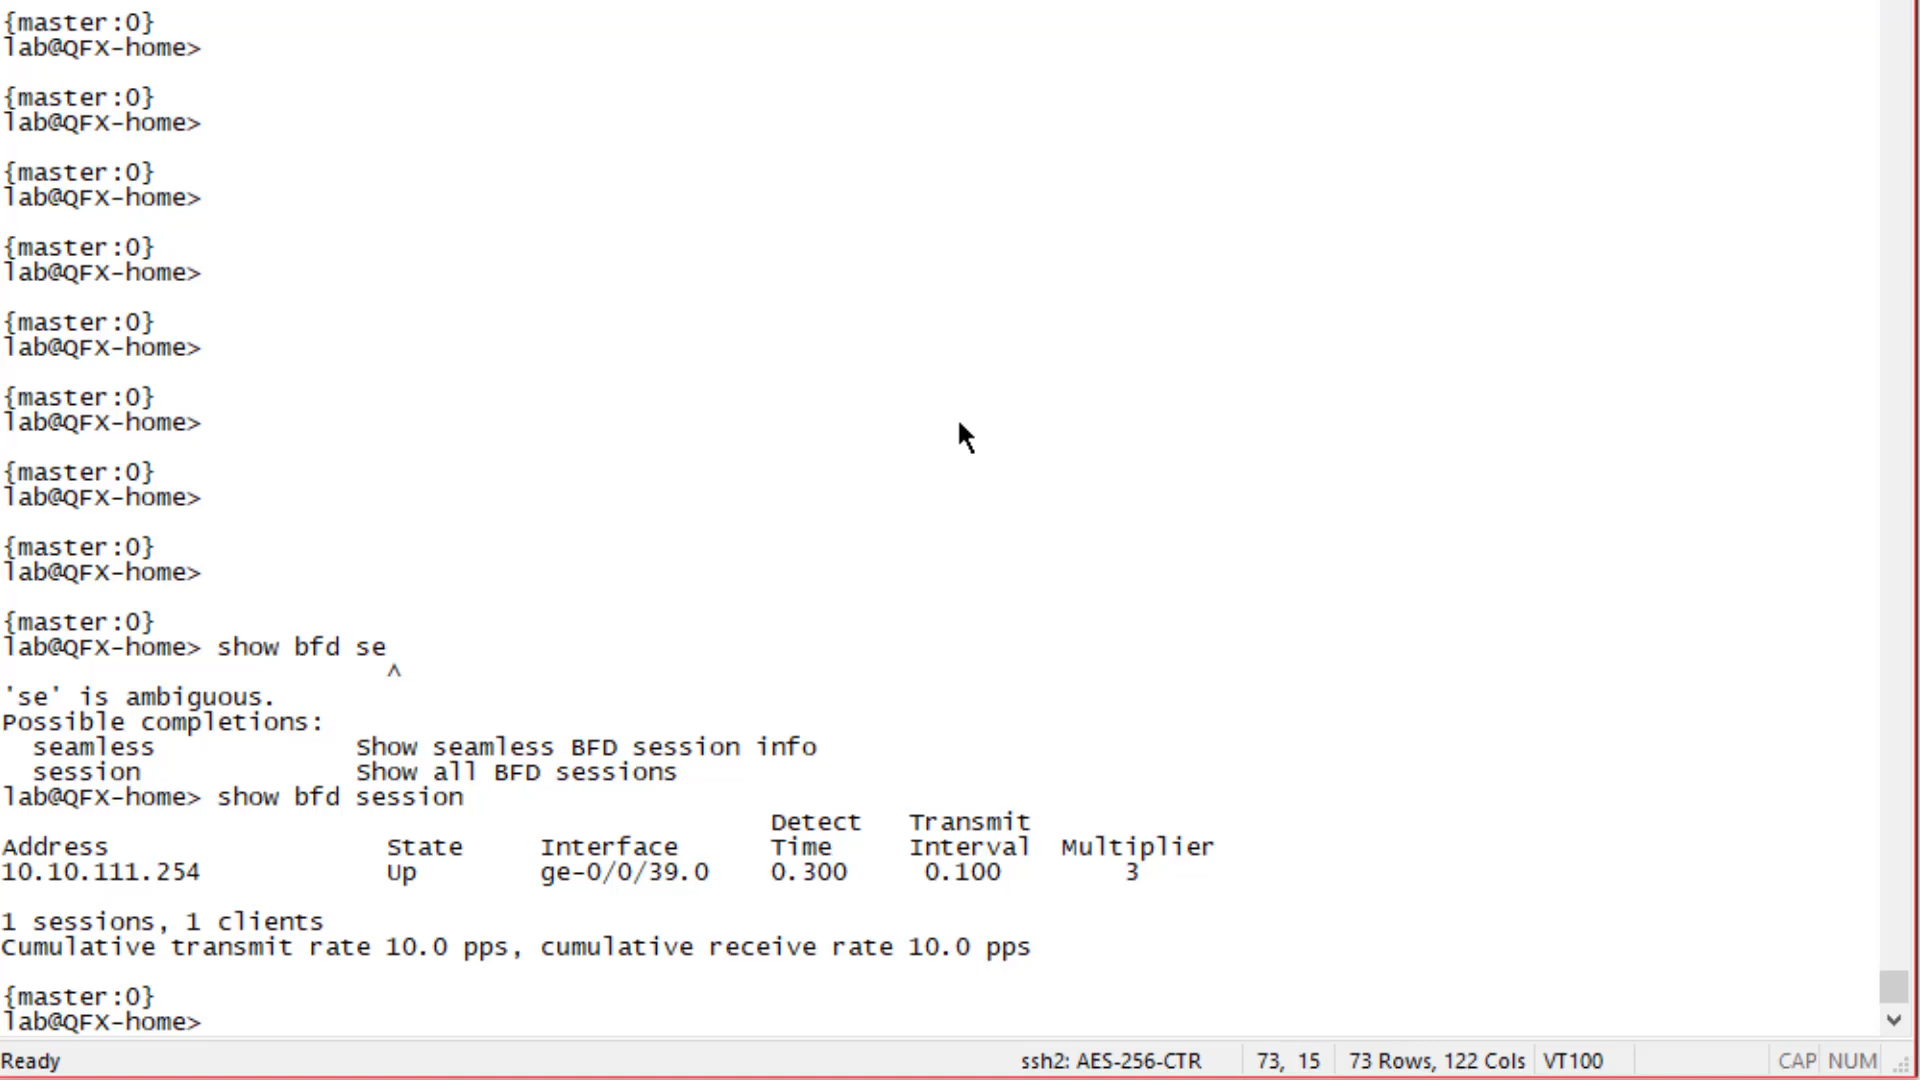 {master:0}
lab@QFX-home>
{master:0}
lab@QFX-home>
{master:0}
lab@QFX-home>
{master:0}
lab@QFX-home>
{master:0}
lab@QFX-home>
{master:0}
lab@QFX-home>
{master:0}
lab@QFX-home>
{master:0}
lab@QFX-home>
{master:0}
lab@QFX-home> show bfd se
^
'se' is ambiguous.
Possible completions:
  seamless             Show seamless BFD session info
  session              Show all BFD sessions
lab@QFX-home> show bfd session
                                                  Detect   Transmit
Address                  State     Interface      Time     Interval  Multiplier
10.10.111.254            Up        ge-0/0/39.0    0.300     0.100        3
1 sessions, 1 clients
Cumulative transmit rate 10.0 pps, cumulative receive rate 10.0 pps
{master:0}
lab@QFX-home>
Ready ssh2: AES-256-CTR 73, 15 73 Rows, 122 Cols VT100 CAP NUM